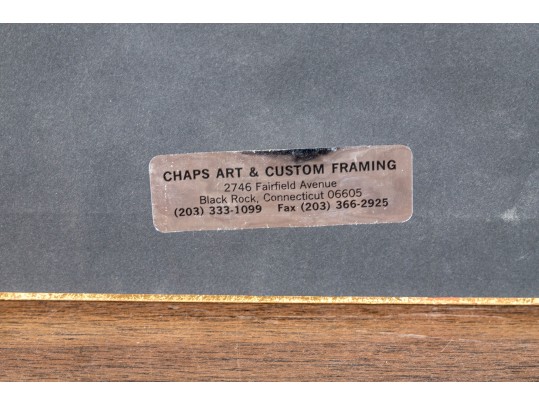 CHAPS ART & CUSTOM FRAMING
2746 Fairfield Avenue
Black Rock, Connecticut 06605
(203) 333-1099 Fax (203) 366-2925